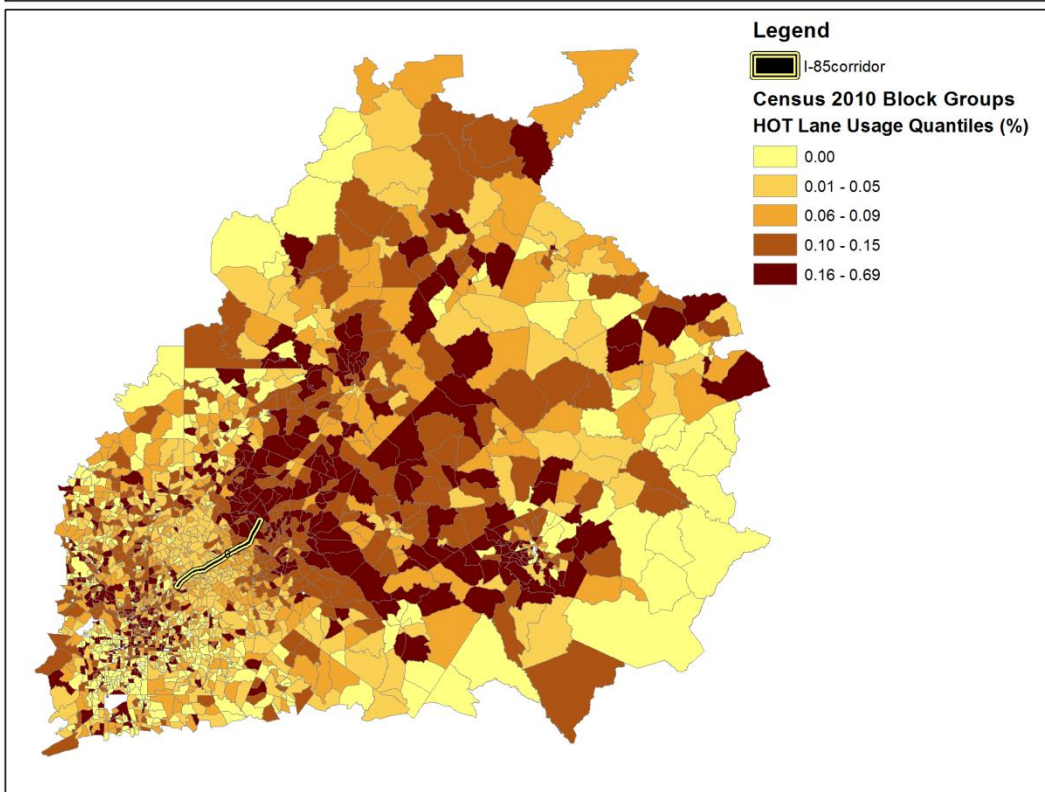 Legend
I-85corridor
Census 2010 Block Groups
HOT Lane Usage Quantiles (%)
0.00
0.01 - 0.05
0.06 - 0.09
0.10 - 0.15
0.16 - 0.69